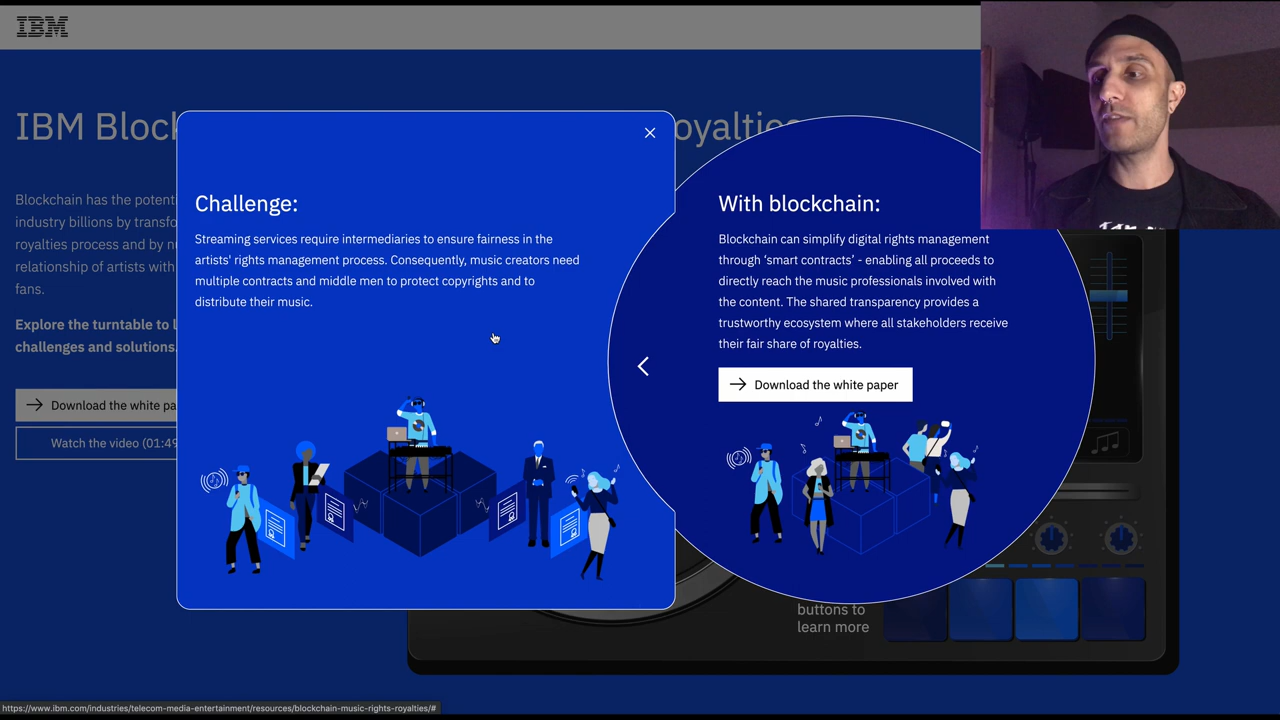 IBM
IBM Block
oyalties
Blockchain has the potenti
industry billions by transfo
royalties process and by nu
relationship of artists with
fans.
Explore the turntable to l
challenges and solutions.
Download the white pa
Watch the video (01:49
Challenge:
Streaming services require intermediaries to ensure fairness in the
artists' rights management process. Consequently, music creators need
multiple contracts and middle men to protect copyrights and to
distribute their music.
With blockchain:
Blockchain can simplify digital rights management
through ‘smart contracts’ - enabling all proceeds to
directly reach the music professionals involved with
the content. The shared transparency provides a
trustworthy ecosystem where all stakeholders receive
their fair share of royalties.
Download the white paper
buttons to
learn more
https://www.ibm.com/industries/telecom-media-entertainment/resources/blockchain-music-rights-royalties/#